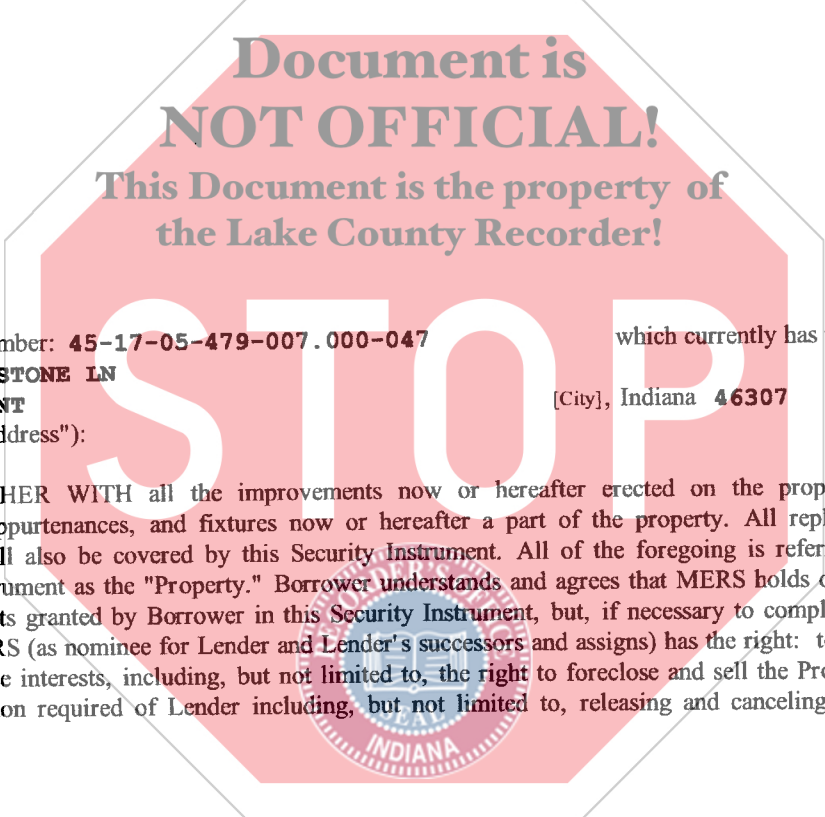 Document is
NOT OFFICIAL!
This Document is the property of
the Lake County Recorder!
STOP
mber: 45-17-05-479-007.000-047 which currently has
STONE LN
NT
[City], Indiana 46307
ddress"):
HER WITH all the improvements now or hereafter erected on the prop
ppurtenances, and fixtures now or hereafter a part of the property. All repl
ll also be covered by this Security Instrument. All of the foregoing is refer
ument as the "Property." Borrower understands and agrees that MERS holds o
ts granted by Borrower in this Security Instrument, but, if necessary to compl
RS (as nominee for Lender and Lender's successors and assigns) has the right: t
e interests, including, but not limited to, the right to foreclose and sell the Pro
on required of Lender including, but not limited to, releasing and canceling
SEAL
INDIANA